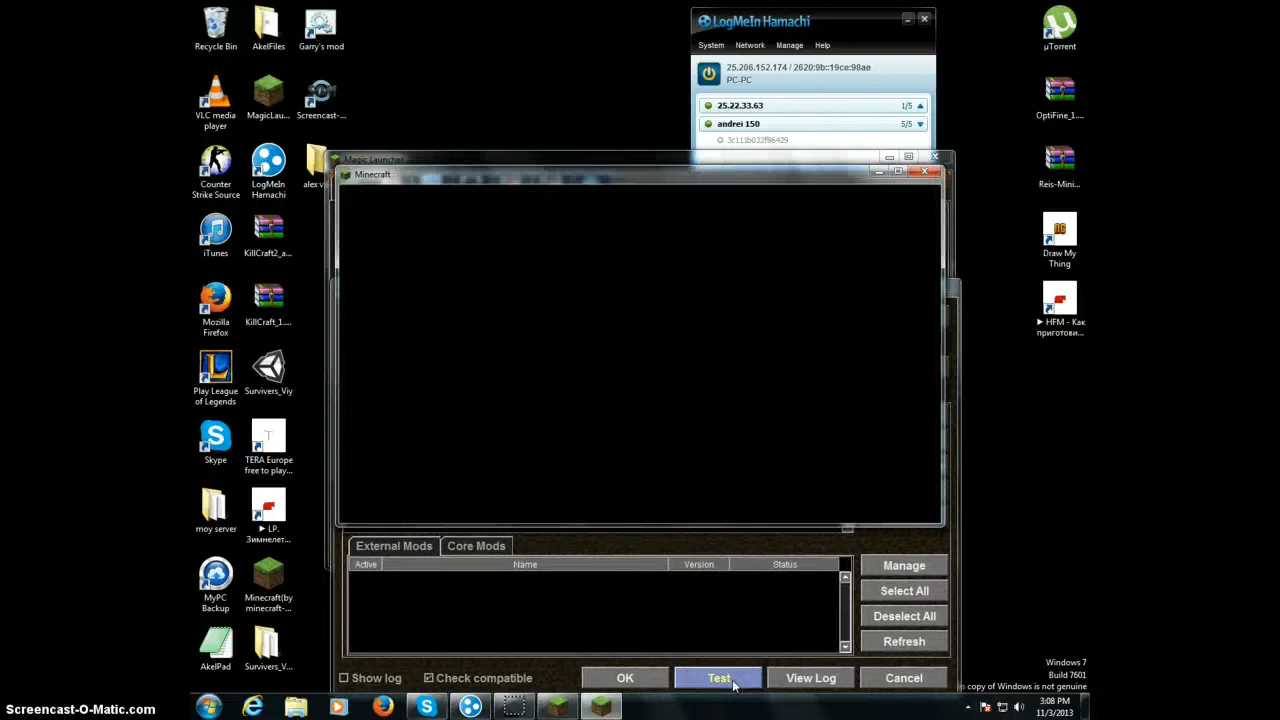 Recycle Bin
AkelFiles
Garry's mod
VLC media
player
MagicLau...
Screencast-...
Counter
Strike Source
LogMeIn
Hamachi
alex v
iTunes
KillCraft2_a...
Mozilla
Firefox
KillCraft_1....
Play League
of Legends
Survivers_Viy
Skype
T
TERA Europe
free to play...
moy server
► LP.
Зимнелет...
MyPC
Backup
Minecraft(by
minecraft-...
AkelPad
Survivers_V...
LogMeIn Hamachi
System Network Manage Help
25.206.152.174 / 2620:9b::19ce:98ae
PC-PC
25.22.33.63 1/5
andrei 150 5/5
3c111b032f86429
Magic Launcher
Minecraft
External Mods Core Mods
Active Name Version Status
Manage
Select All
Deselect All
Refresh
Show log Check compatible OK Test View Log Cancel
µTorrent
OptiFine_1....
Reis-Mini...
DG
Draw My
Thing
► HFM - Как
приготови...
Windows 7
Build 7601
s copy of Windows is not genuine
3:08 PM
11/3/2013
Screencast-O-Matic.com